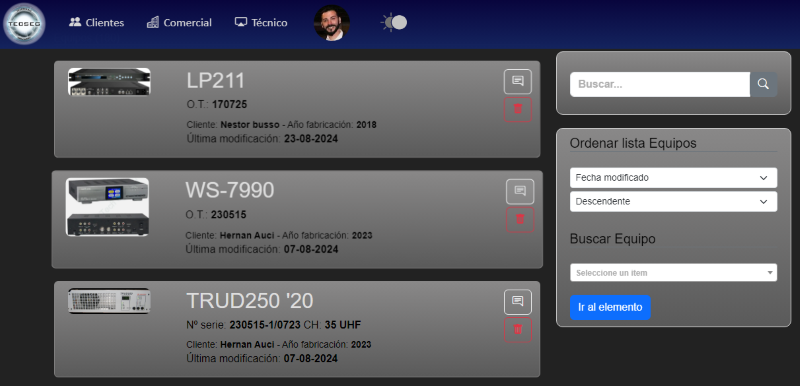 TECSEG
Clientes
Comercial
Técnico
LP211
O.T.: 170725
Cliente: Nestor busso - Año fabricación: 2018
Última modificación: 23-08-2024
WS-7990
O.T.: 230515
Cliente: Hernan Auci - Año fabricación: 2023
Última modificación: 07-08-2024
TRUD250 '20
Nº serie: 230515-1/0723 CH: 35 UHF
Cliente: Hernan Auci - Año fabricación: 2023
Última modificación: 07-08-2024
Buscar...
Ordenar lista Equipos
Fecha modificado
Descendente
Buscar Equipo
Seleccione un item
Ir al elemento